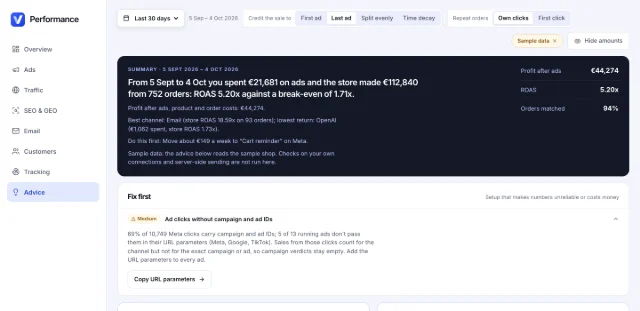 Performance
Last 30 days
5 Sep – 4 Oct 2026
Credit the sale to
First ad
Last ad
Split evenly
Time decay
Repeat orders
Own clicks
First click
Sample data ×
Hide amounts
Overview
Ads
Traffic
SEO & GEO
Email
Customers
Tracking
Advice
SUMMARY · 5 SEPT 2026 – 4 OCT 2026
From 5 Sept to 4 Oct you spent €21,681 on ads and the store made €112,840
from 752 orders: ROAS 5.20x against a break-even of 1.71x.
Profit after ads, product and order costs: €44,274.
Best channel: Email (store ROAS 18.59x on 93 orders); lowest return: OpenAI
(€1,062 spent, store ROAS 1.73x).
Do this first: Move about €149 a week to "Cart reminder" on Meta.
Sample data: the advice below reads the sample shop. Checks on your own
connections and server-side sending are not run here.
Profit after ads €44,274
ROAS 5.20x
Orders matched 94%
Fix first
Setup that makes numbers unreliable or costs money
Medium
Ad clicks without campaign and ad IDs
69% of 10,749 Meta clicks carry campaign and ad IDs; 5 of 13 running ads don't pass
them in their URL parameters (Meta, Google, TikTok). Sales from those clicks count for the
channel but not for the exact campaign or ad, so campaign verdicts stay empty. Add the
URL parameters to every ad.
Copy URL parameters →